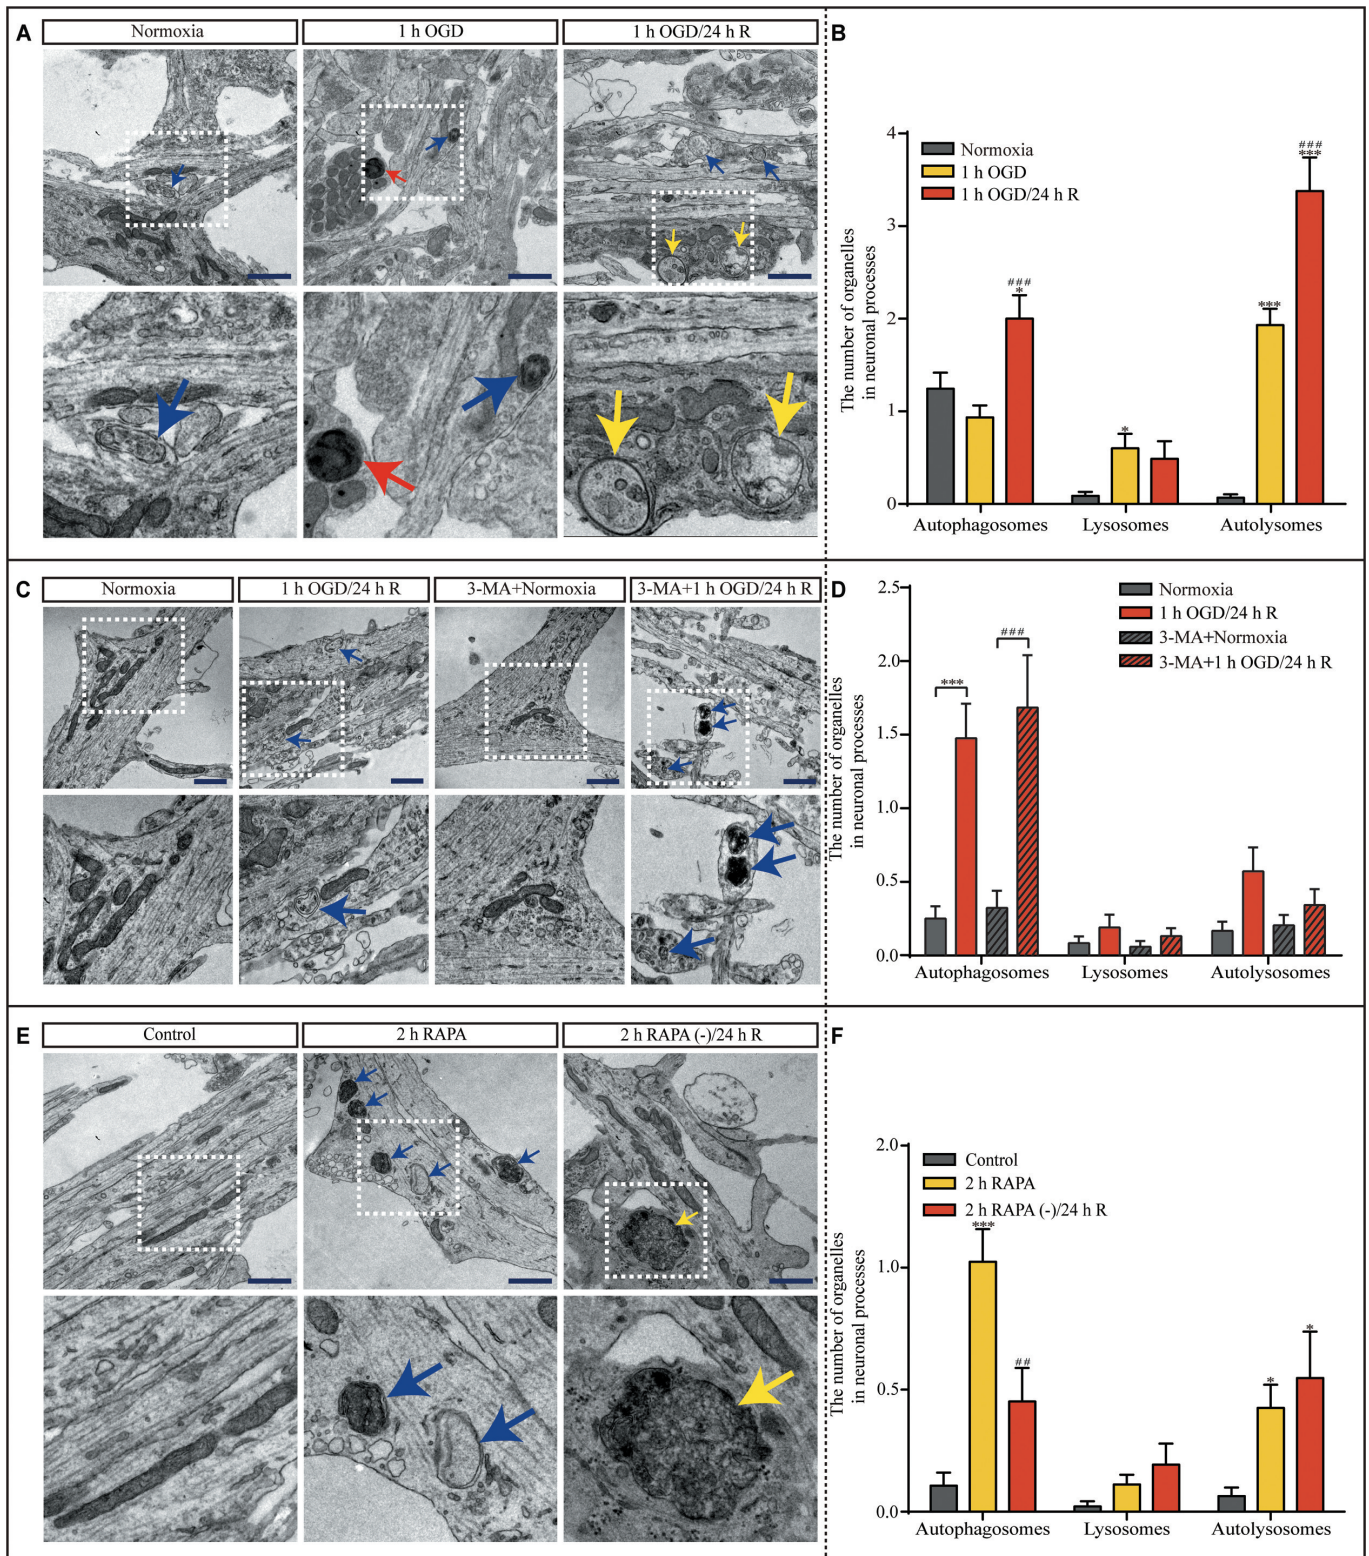 A
Normoxia
1 h OGD
1 h OGD/24 h R
B
Normoxia
1 h OGD
1 h OGD/24 h R
The number of organelles
in neuronal processes
4
3
2
1
0
###
*
*
***
###
***
Autophagosomes
Lysosomes
Autolysomes
C
Normoxia
1 h OGD/24 h R
3-MA+Normoxia
3-MA+1 h OGD/24 h R
D
Normoxia
1 h OGD/24 h R
3-MA+Normoxia
3-MA+1 h OGD/24 h R
The number of organelles
in neuronal processes
2.5
2.0
1.5
1.0
0.5
0.0
***
###
Autophagosomes
Lysosomes
Autolysosomes
E
Control
2 h RAPA
2 h RAPA (-)/24 h R
F
Control
2 h RAPA
2 h RAPA (-)/24 h R
The number of organelles
in neuronal processes
2.0
1.0
0.5
0.0
***
##
*
*
Autophagosomes
Lysosomes
Autolysosomes